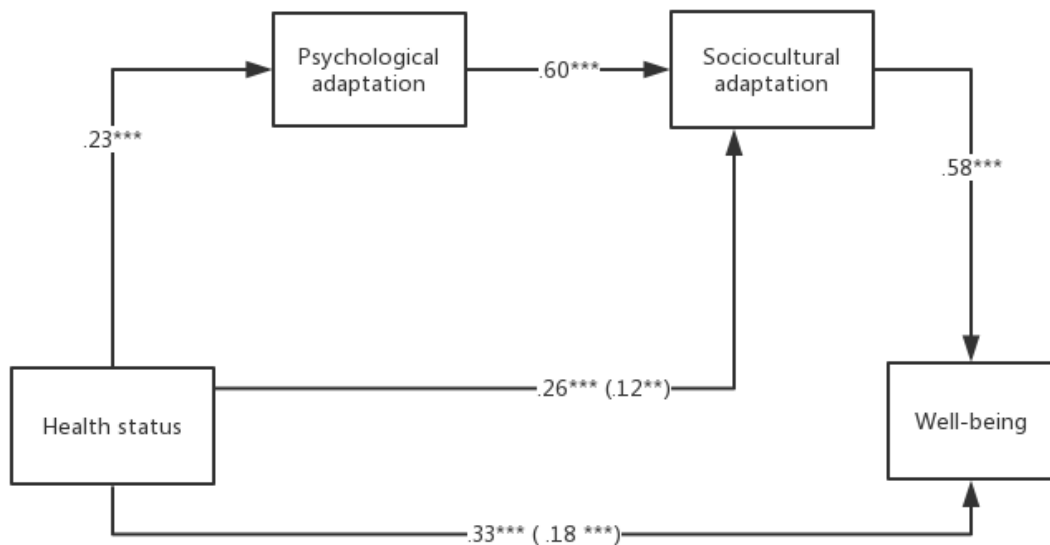 Psychological
adaptation
.60***
Sociocultural
adaptation
.23***
.58***
.26*** (.12**)
Health status
Well-being
.33*** ( .18 ***)